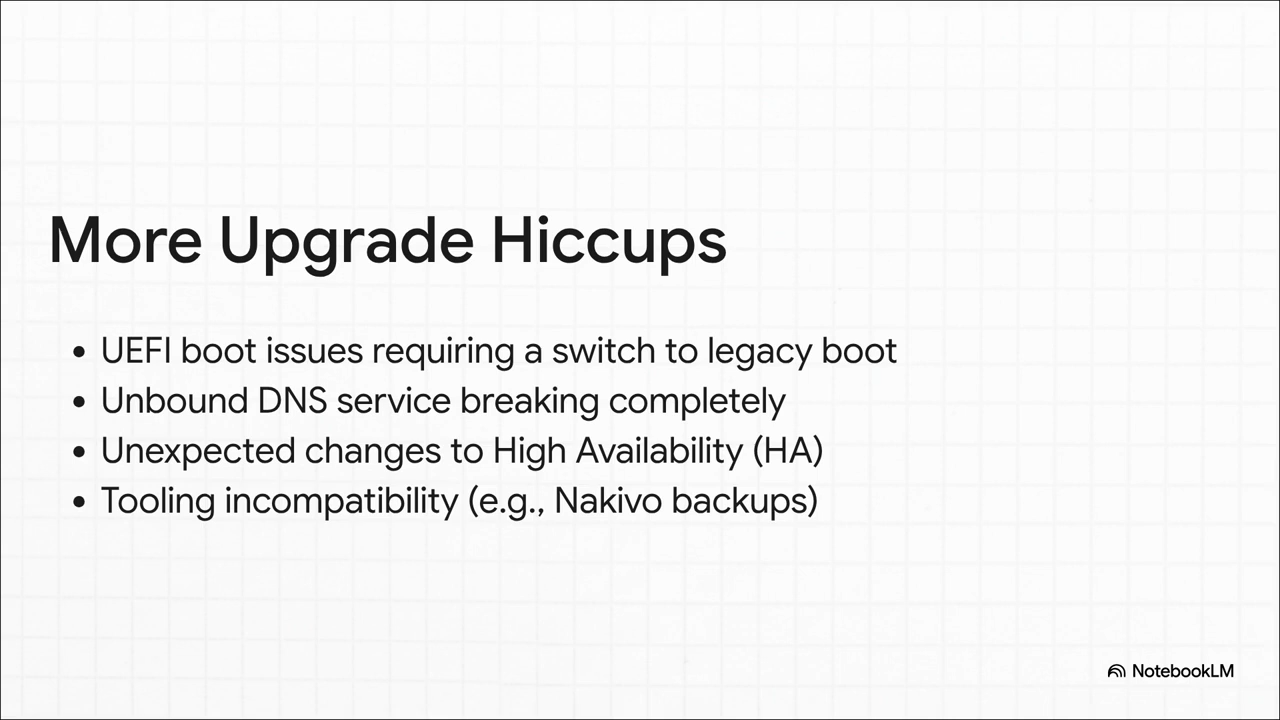 More Upgrade Hiccups
• UEFI boot issues requiring a switch to legacy boot
• Unbound DNS service breaking completely
• Unexpected changes to High Availability (HA)
• Tooling incompatibility (e.g., Nakivo backups)
NotebookLM